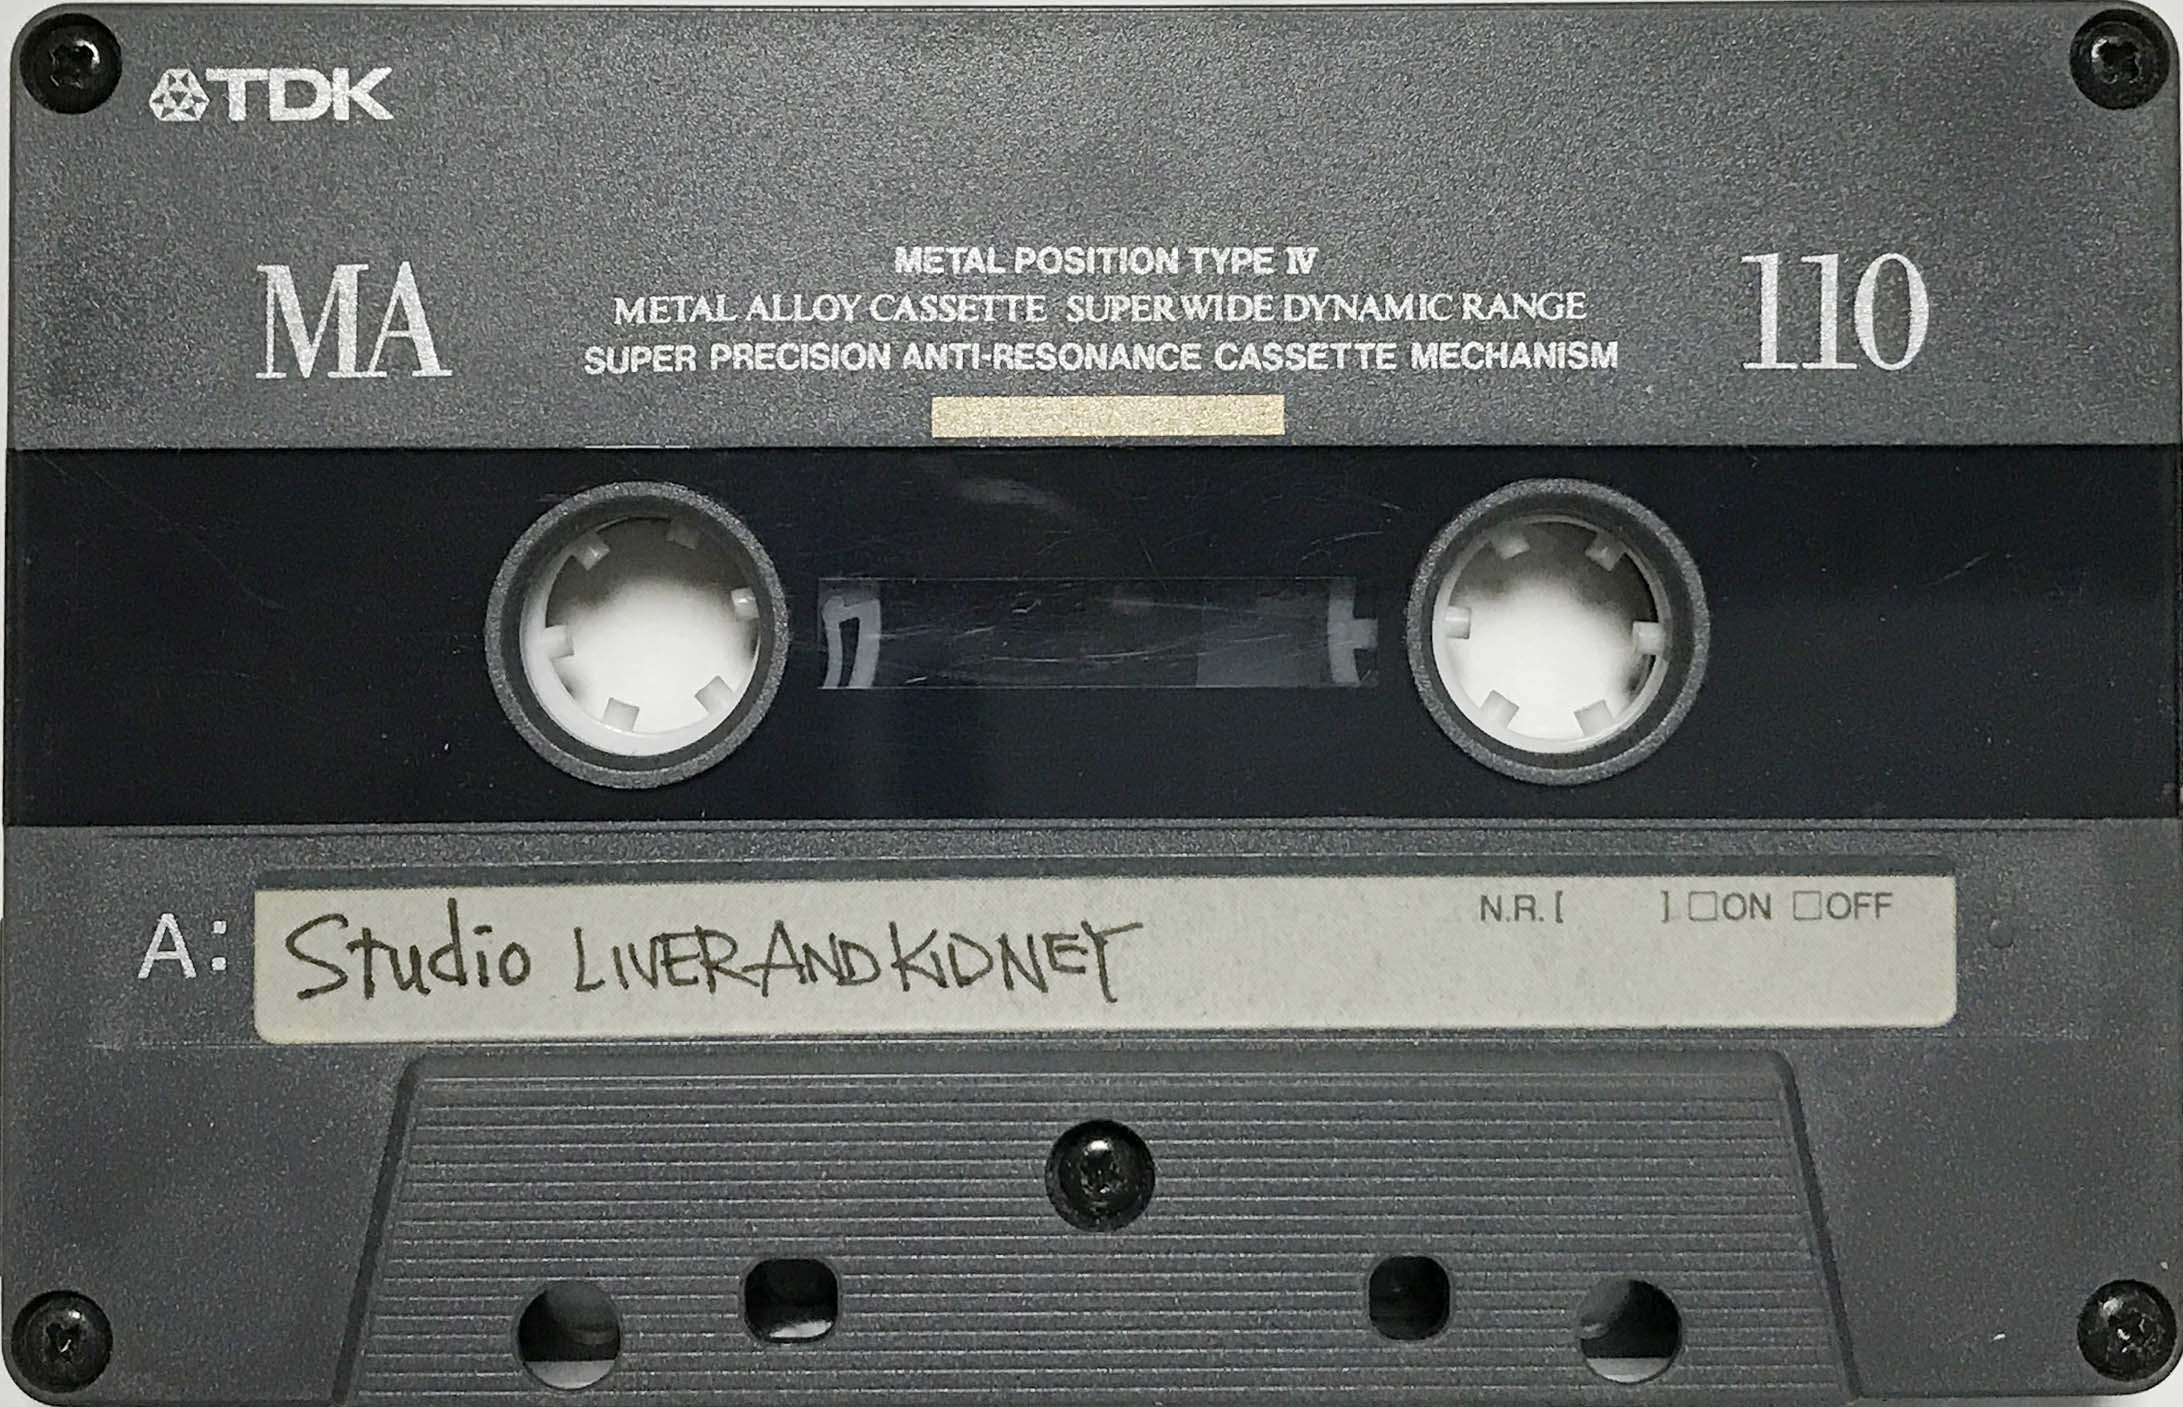 TDK
METAL POSITION TYPE IV
MA METAL ALLOY CASSETTE SUPER WIDE DYNAMIC RANGE 110
SUPER PRECISION ANTI-RESONANCE CASSETTE MECHANISM
N.R. [ ] □ON □OFF
A: Studio LIVER AND KIDNEY